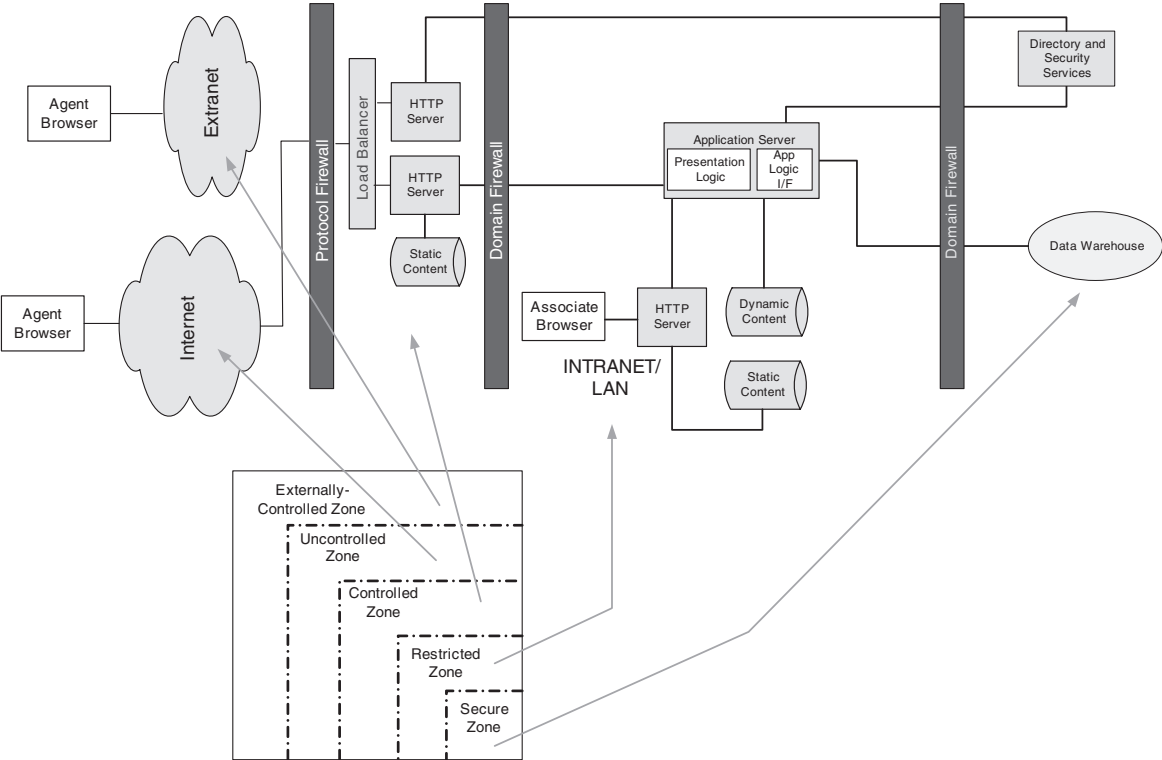 Agent
Browser
Extranet
Agent
Browser
Internet
Protocol Firewall
Load Balancer
HTTP
Server
HTTP
Server
Static
Content
Domain Firewall
Application Server
Presentation
Logic
App
Logic
I/F
Associate
Browser
HTTP
Server
Dynamic
Content
Static
Content
INTRANET/
LAN
Domain Firewall
Directory and
Security
Services
Data Warehouse
Externally-
Controlled Zone
Uncontrolled
Zone
Controlled
Zone
Restricted
Zone
Secure
Zone